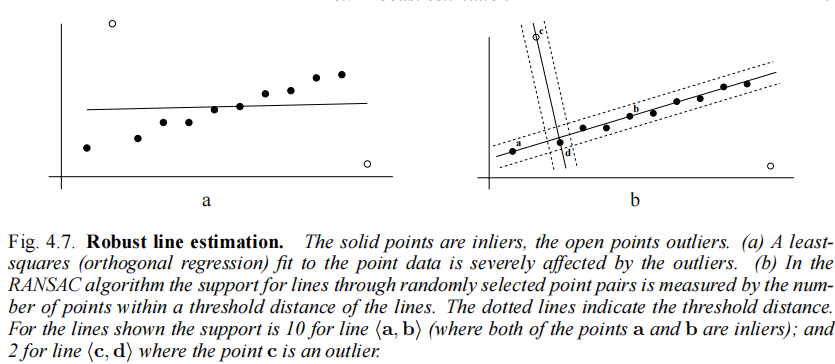 c
b
a
d
a
b
Fig. 4.7. Robust line estimation. The solid points are inliers, the open points outliers. (a) A least-
squares (orthogonal regression) fit to the point data is severely affected by the outliers. (b) In the
RANSAC algorithm the support for lines through randomly selected point pairs is measured by the num-
ber of points within a threshold distance of the lines. The dotted lines indicate the threshold distance.
For the lines shown the support is 10 for line ⟨a, b⟩ (where both of the points a and b are inliers); and
2 for line ⟨c, d⟩ where the point c is an outlier.